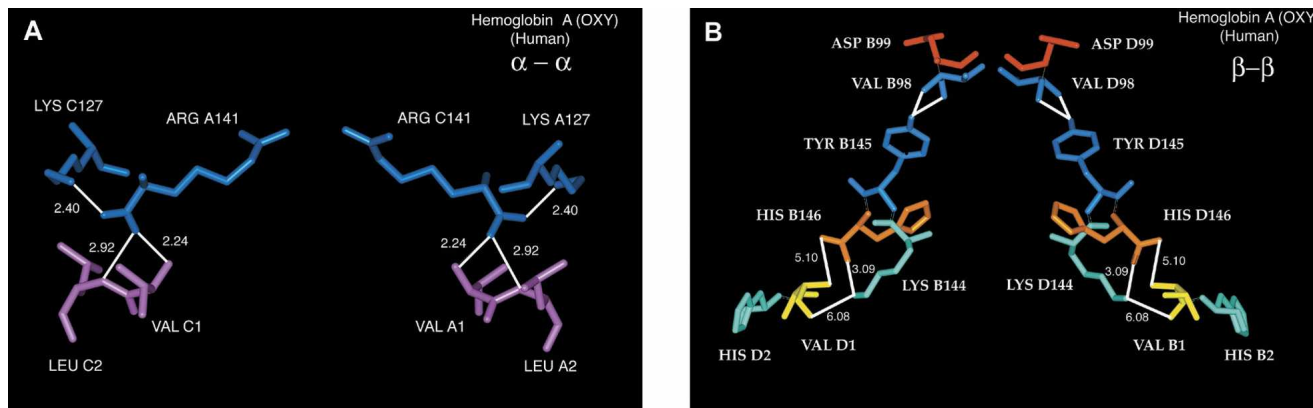 A
Hemoglobin A (OXY)
(Human)
α – α
LYS C127
ARG A141
ARG C141
LYS A127
2.40
2.40
2.92
2.24
2.24
2.92
VAL C1
VAL A1
LEU C2
LEU A2
B
Hemoglobin A (OXY)
(Human)
β–β
ASP B99
ASP D99
VAL B98
VAL D98
TYR B145
TYR D145
HIS B146
HIS D146
5.10
3.09
3.09
5.10
LYS B144
LYS D144
6.08
6.08
VAL D1
VAL B1
HIS D2
HIS B2